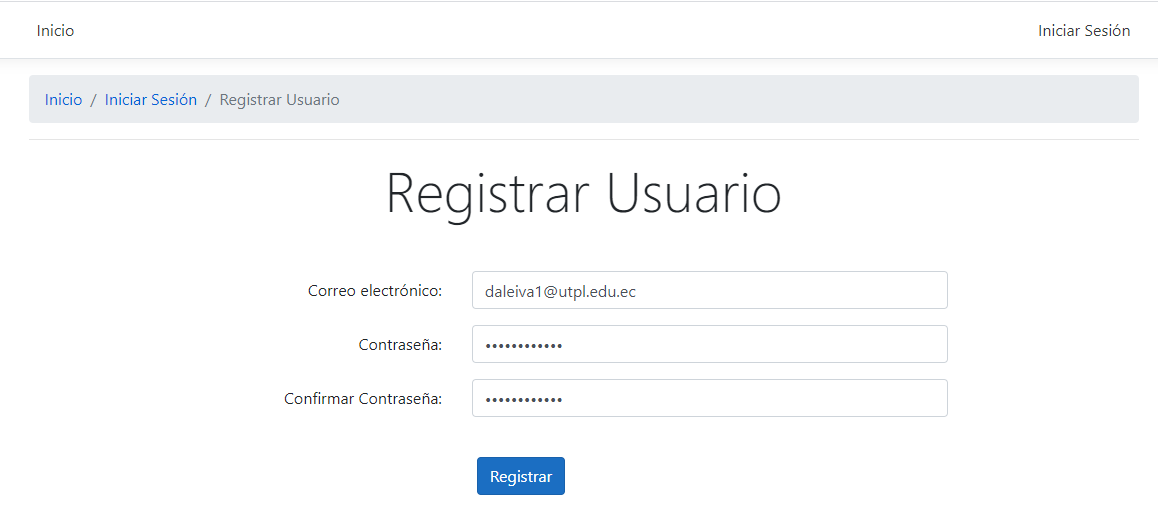 Inicio Iniciar Sesión
Inicio / Iniciar Sesión / Registrar Usuario
Registrar Usuario
Correo electrónico: daleiva1@utpl.edu.ec
Contraseña: ••••••••••••
Confirmar Contraseña: ••••••••••••
Registrar